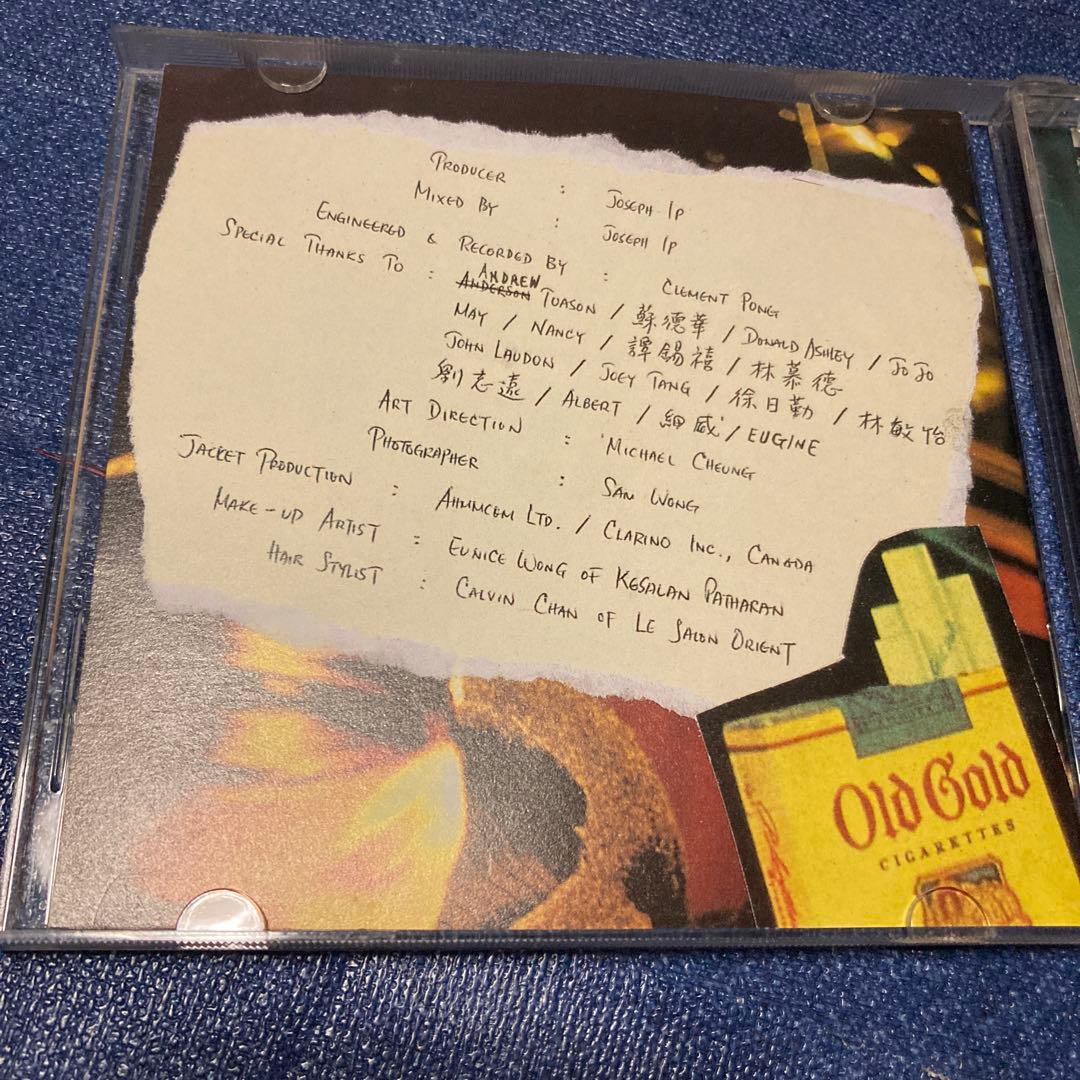 PRODUCER : JOSEPH IP
MIXED BY : JOSEPH IP
ENGINEERED & RECORDED BY : CLEMENT PONG
SPECIAL THANKS TO : ANDREW ANDERSON TUASON / 蘇德華 / DONALD ASHLEY / JO JO
MAY / NANCY / 譚錫禧 / 林慕德
JOHN LAUDON / JOEY TANG / 徐日勤 / 林敏怡
劉志遠 / ALBERT / 細威 / EUGINE
ART DIRECTION : MICHAEL CHEUNG
PHOTOGRAPHER : SAN WONG
JACKET PRODUCTION : AHMMCEM LTD. / CLARINO INC., CANADA
MAKE-UP ARTIST : EUNICE WONG OF KESALAN PATHARAN
HAIR STYLIST : CALVIN CHAN OF LE SALON ORIENT
Old Gold
CIGARETTES